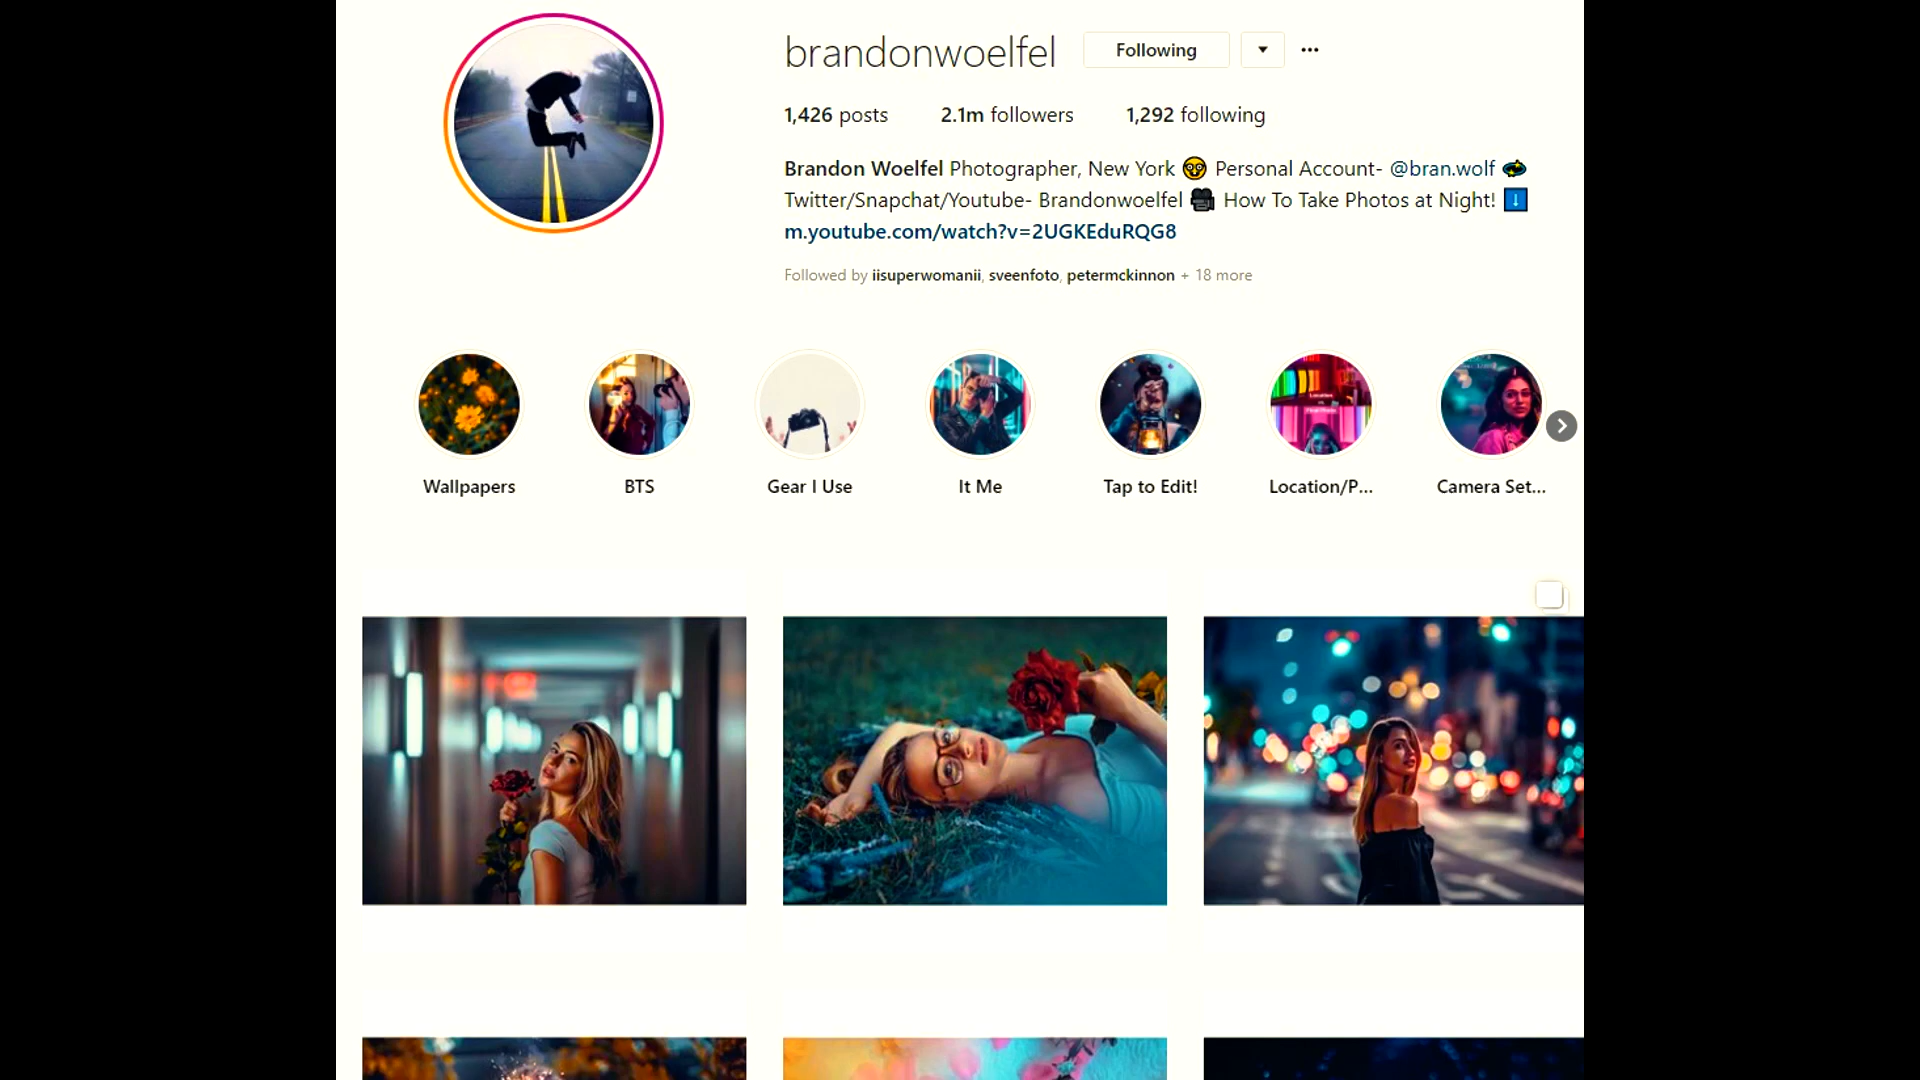 brandonwoelfel Following
1,426 posts 2.1m followers 1,292 following
Brandon Woelfel Photographer, New York 🤓 Personal Account- @bran.wolf 💫
Twitter/Snapchat/Youtube- Brandonwoelfel 🎥 How To Take Photos at Night! ⬇️
m.youtube.com/watch?v=2UGKEduRQG8
Followed by iisuperwomanii, sveenfoto, petermckinnon + 18 more
Wallpapers BTS Gear I Use It Me Tap to Edit! Location/P... Camera Set...